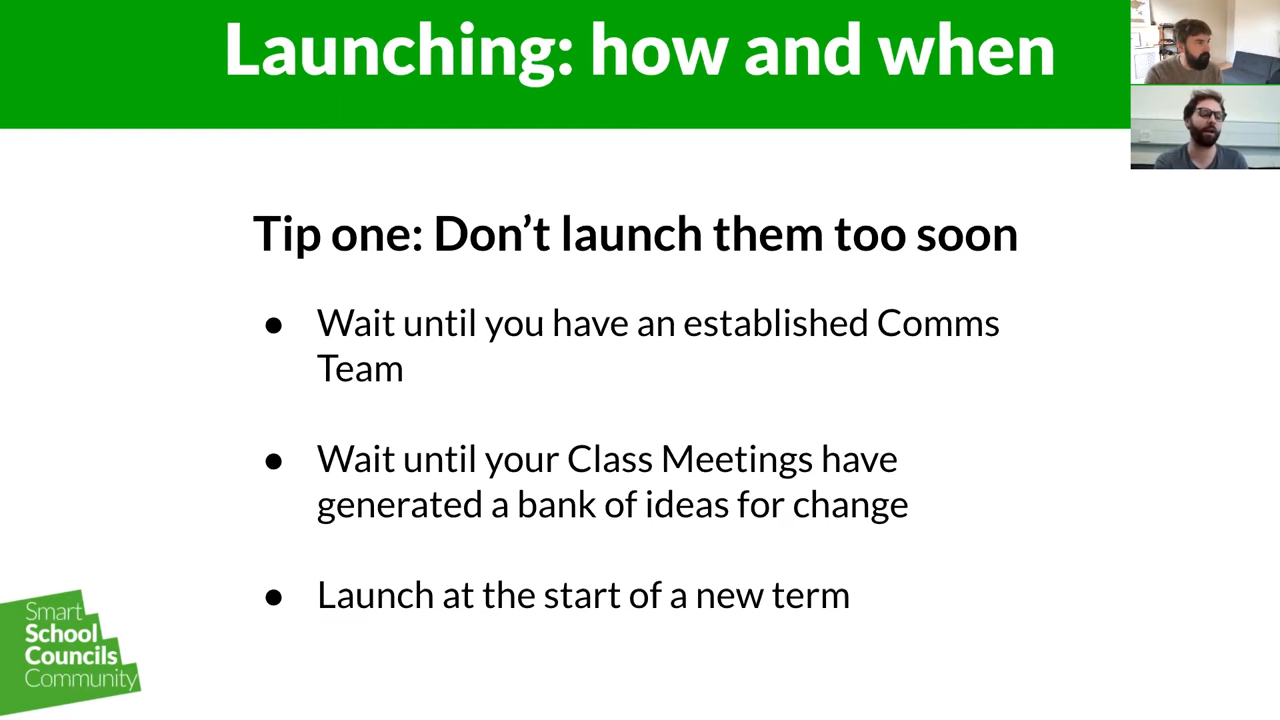 Launching: how and when
Tip one: Don’t launch them too soon
● Wait until you have an established Comms
Team
● Wait until your Class Meetings have
generated a bank of ideas for change
● Launch at the start of a new term
Smart
School
Councils
Community